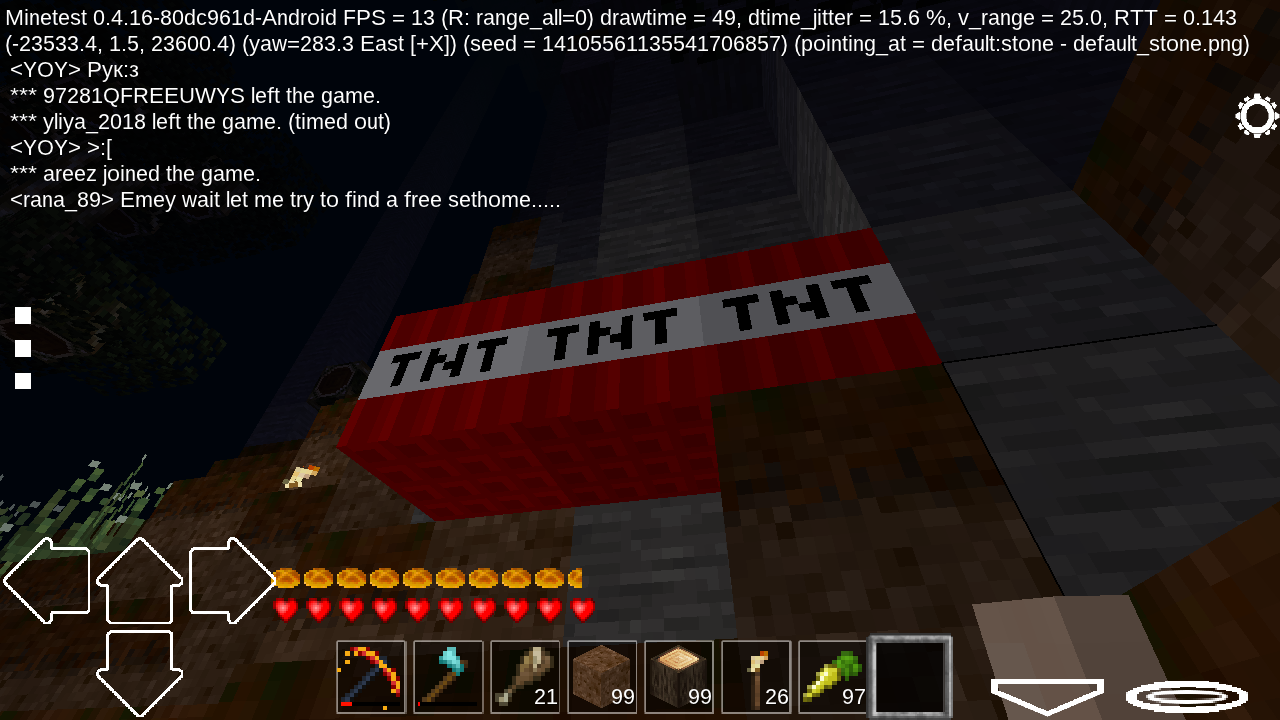 Minetest 0.4.16-80dc961d-Android FPS = 13 (R: range_all=0) drawtime = 49, dtime_jitter = 15.6 %, v_range = 25.0, RTT = 0.143
(-23533.4, 1.5, 23600.4) (yaw=283.3 East [+X]) (seed = 14105561135541706857) (pointing_at = default:stone - default_stone.png)
<YOY> Рук:з
*** 97281QFREEUWYS left the game.
*** yliya_2018 left the game. (timed out)
<YOY> >:[
*** areez joined the game.
<rana_89> Emey wait let me try to find a free sethome.....
TNT TNT TNT
21 99 99 26 97